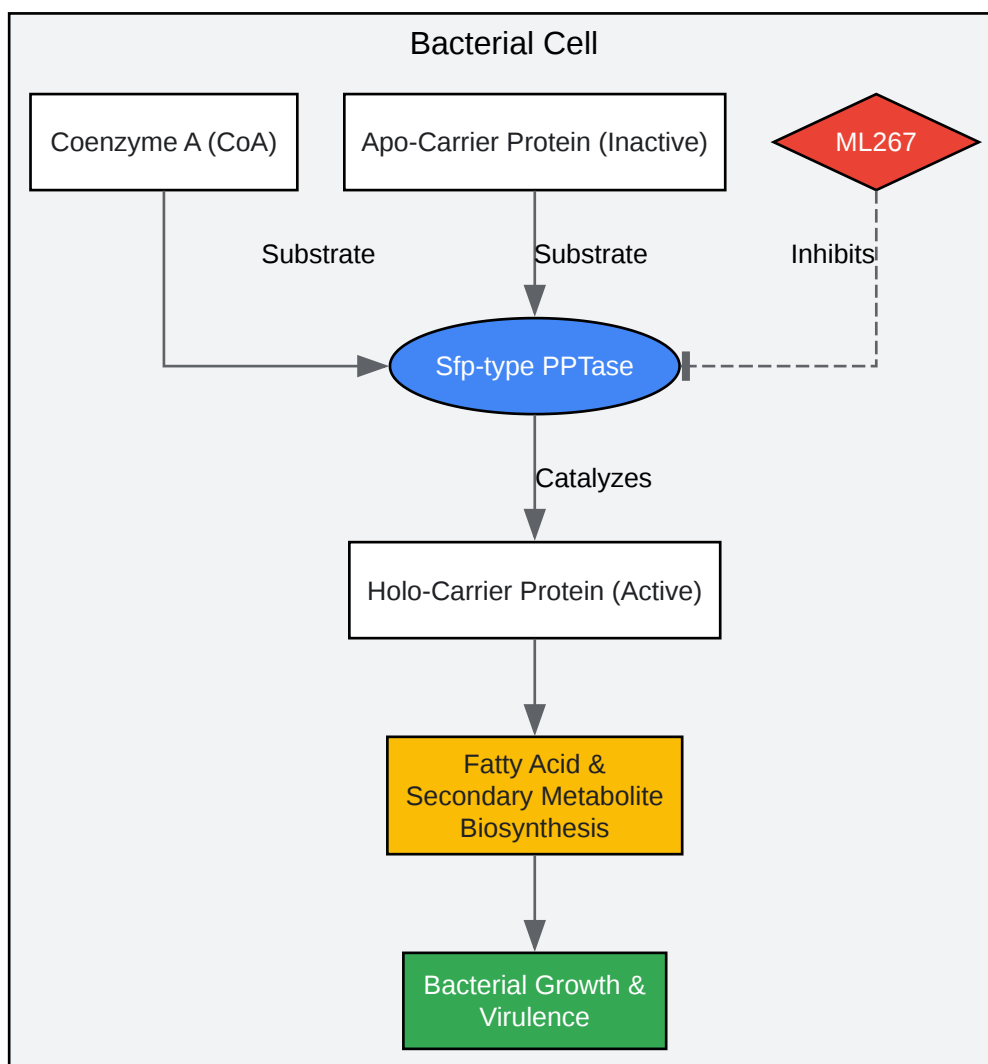 Bacterial Cell
Coenzyme A (CoA)
Apo-Carrier Protein (Inactive)
ML267
Substrate
Substrate
Inhibits
Sfp-type PPTase
Catalyzes
Holo-Carrier Protein (Active)
Fatty Acid &
Secondary Metabolite
Biosynthesis
Bacterial Growth &
Virulence